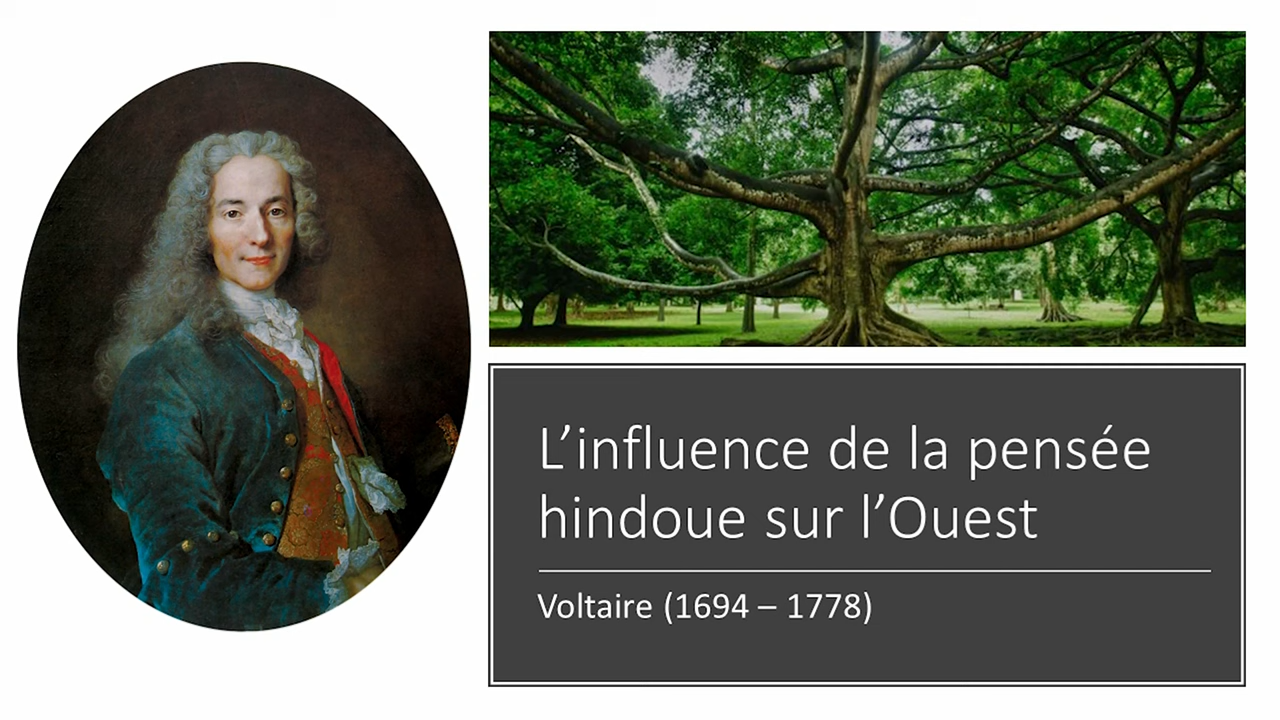 L’influence de la pensée
hindoue sur l’Ouest
Voltaire (1694 – 1778)